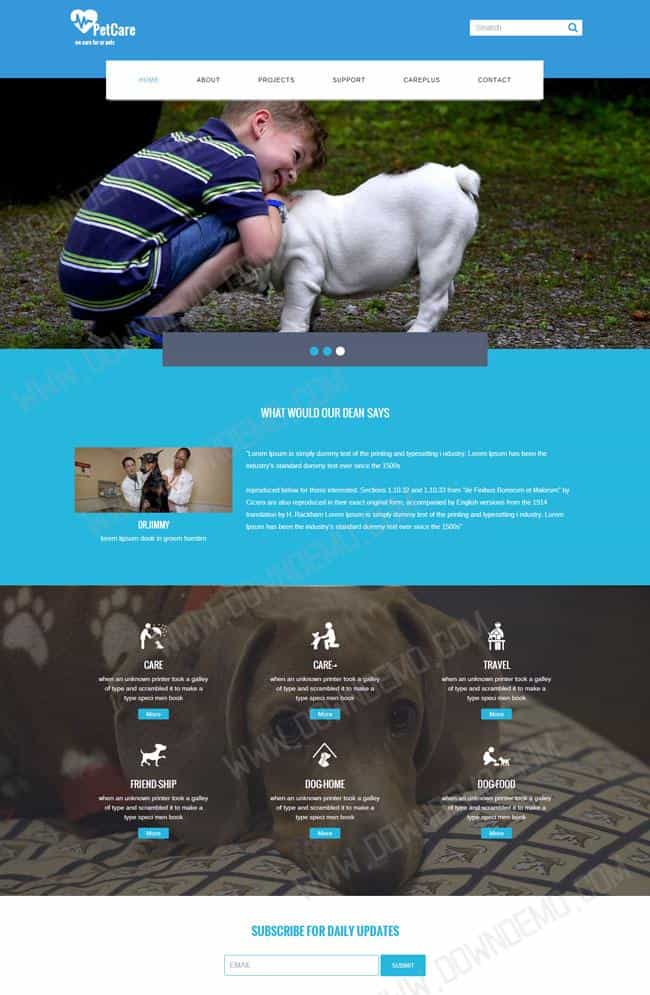 PetCare
we care for ur pets
Search
HOME ABOUT PROJECTS SUPPORT CAREPLUS CONTACT
WHAT WOULD OUR DEAN SAYS
"Lorem Ipsum is simply dummy text of the printing and typesetting i ndustry. Lorem Ipsum has been the
industry's standard dummy text ever since the 1500s
reproduced below for those interested. Sections 1.10.32 and 1.10.33 from "de Finibus Bonorum et Malorum" by
Cicero are also reproduced in their exact original form, accompanied by English versions from the 1914
translation by H. Rackham Lorem Ipsum is simply dummy text of the printing and typesetting i ndustry. Lorem
Ipsum has been the industry's standard dummy text ever since the 1500s"
DR.JIMMY
lorem lipsum dook in groem
CARE
when an unknown printer took a galley
of type and scrambled it to make a
type speci men book
More
CARE+
when an unknown printer took a galley
of type and scrambled it to make a
type speci men book
More
TRAVEL
when an unknown printer took a galley
of type and scrambled it to make a
type speci men book
More
FRIEND-SHIP
when an unknown printer took a galley
of type and scrambled it to make a
type speci men book
More
DOG-HOME
when an unknown printer took a galley
of type and scrambled it to make a
type speci men book
More
DOG-FOOD
when an unknown printer took a galley
of type and scrambled it to make a
type speci men book
More
SUBSCRIBE FOR DAILY UPDATES
EMAIL
SUBMIT
WWW.DOWNDEMO.COM